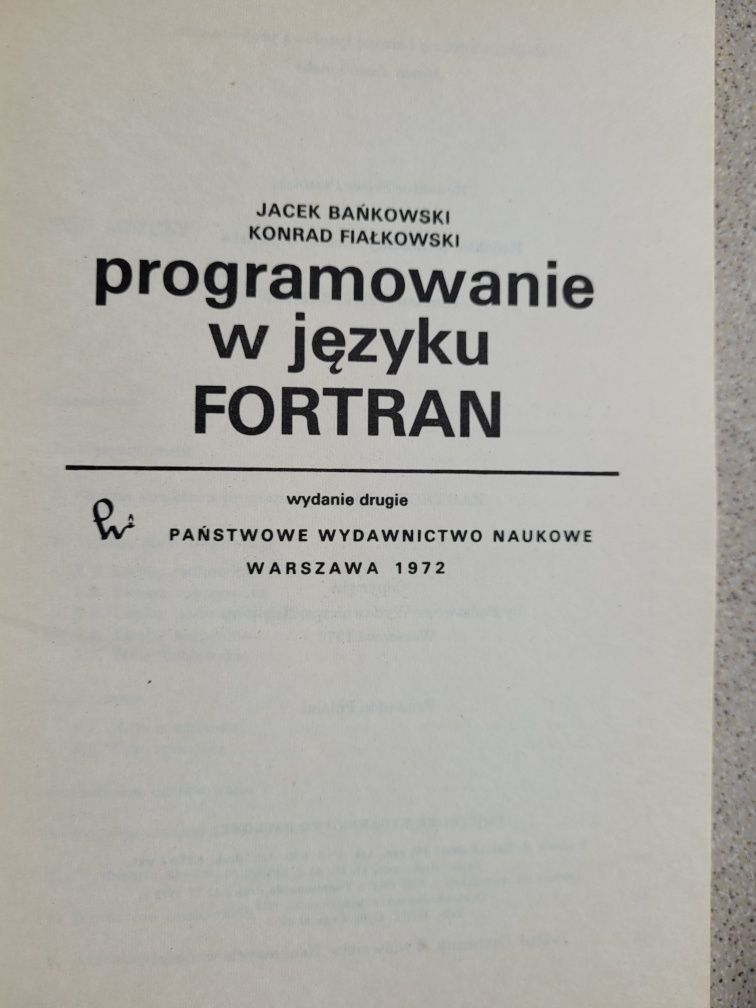 JACEK BAŃKOWSKI
KONRAD FIAŁKOWSKI
programowanie
w języku
FORTRAN
wydanie drugie
PAŃSTWOWE WYDAWNICTWO NAUKOWE
WARSZAWA 1972